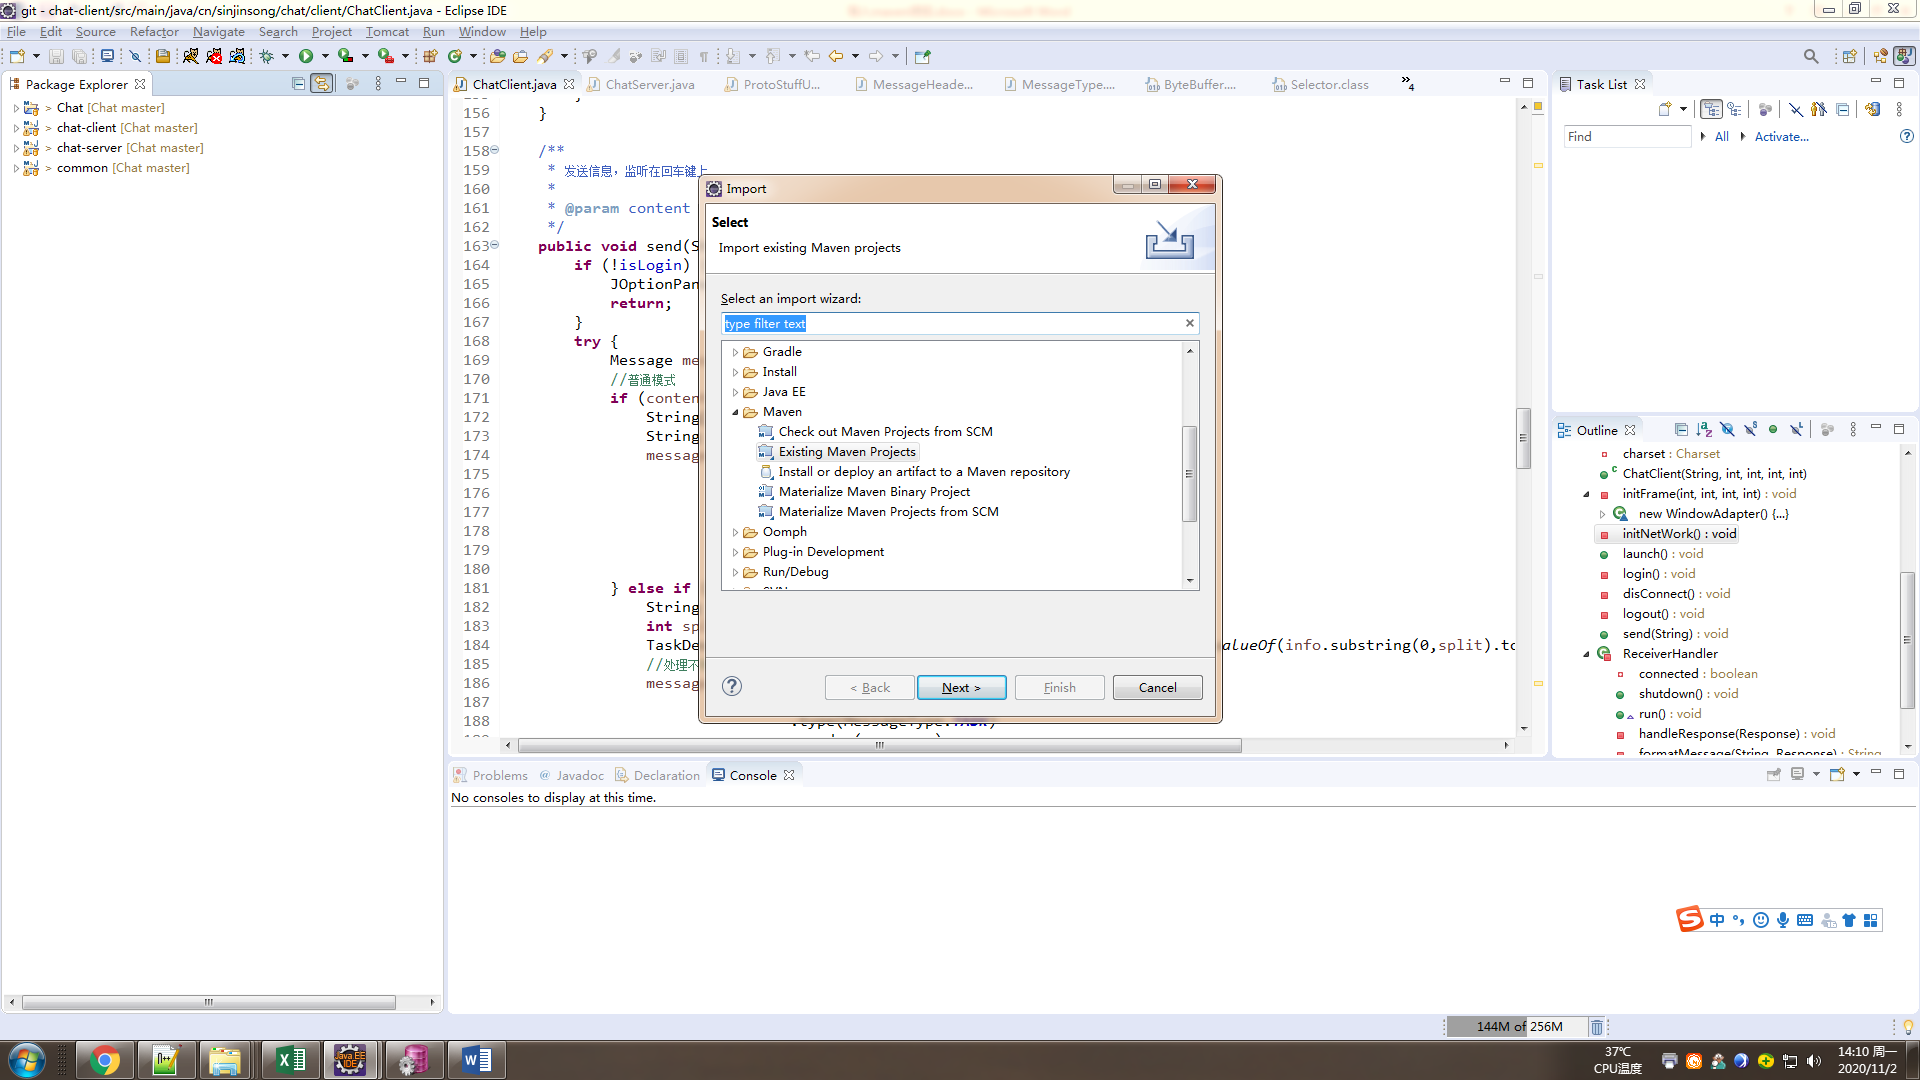 git - chat-client/src/main/java/cn/sinjinsong/chat/client/ChatClient.java - Eclipse IDE
File Edit Source Refactor Navigate Search Project Tomcat Run Window Help
Package Explorer
> Chat [Chat master]
> chat-client [Chat master]
> chat-server [Chat master]
> common [Chat master]
ChatClient.java ChatServer.java ProtoStuffU... MessageHeade... MessageType.... ByteBuffer.... Selector.class »4
156 }
157
158 /**
159 * 发送信息，监听在回车键上
160 *
161 * @param content
162 */
163 public void send(S
164 if (!isLogin)
165 JOptionPan
166 return;
167 }
168 try {
169 Message me
170 //普通模式
171 if (conten
172 String
173 String
174 messag
175
176
177
178
179
180
181 } else if
182 String
183 int sp
184 TaskDe alueOf(info.substring(0,split).to
185 //处理不
186 messag
187
188 .type(MessageType.TASK)
Import
Select
Import existing Maven projects
Select an import wizard:
type filter text
Gradle
Install
Java EE
Maven
Check out Maven Projects from SCM
Existing Maven Projects
Install or deploy an artifact to a Maven repository
Materialize Maven Binary Project
Materialize Maven Projects from SCM
Oomph
Plug-in Development
Run/Debug
< Back Next > Finish Cancel
Task List
Find All Activate...
Outline
charset : Charset
ChatClient(String, int, int, int, int)
initFrame(int, int, int, int) : void
new WindowAdapter() {...}
initNetWork() : void
launch() : void
login() : void
disConnect() : void
logout() : void
send(String) : void
ReceiverHandler
connected : boolean
shutdown() : void
run() : void
handleResponse(Response) : void
formatMessage(String, Response) : String
Problems Javadoc Declaration Console
No consoles to display at this time.
中
144M of 256M
37℃
CPU温度
14:10 周一
2020/11/2